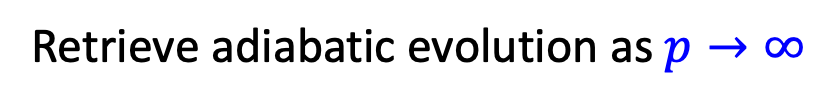 Retrieve adiabatic evolution as p → ∞